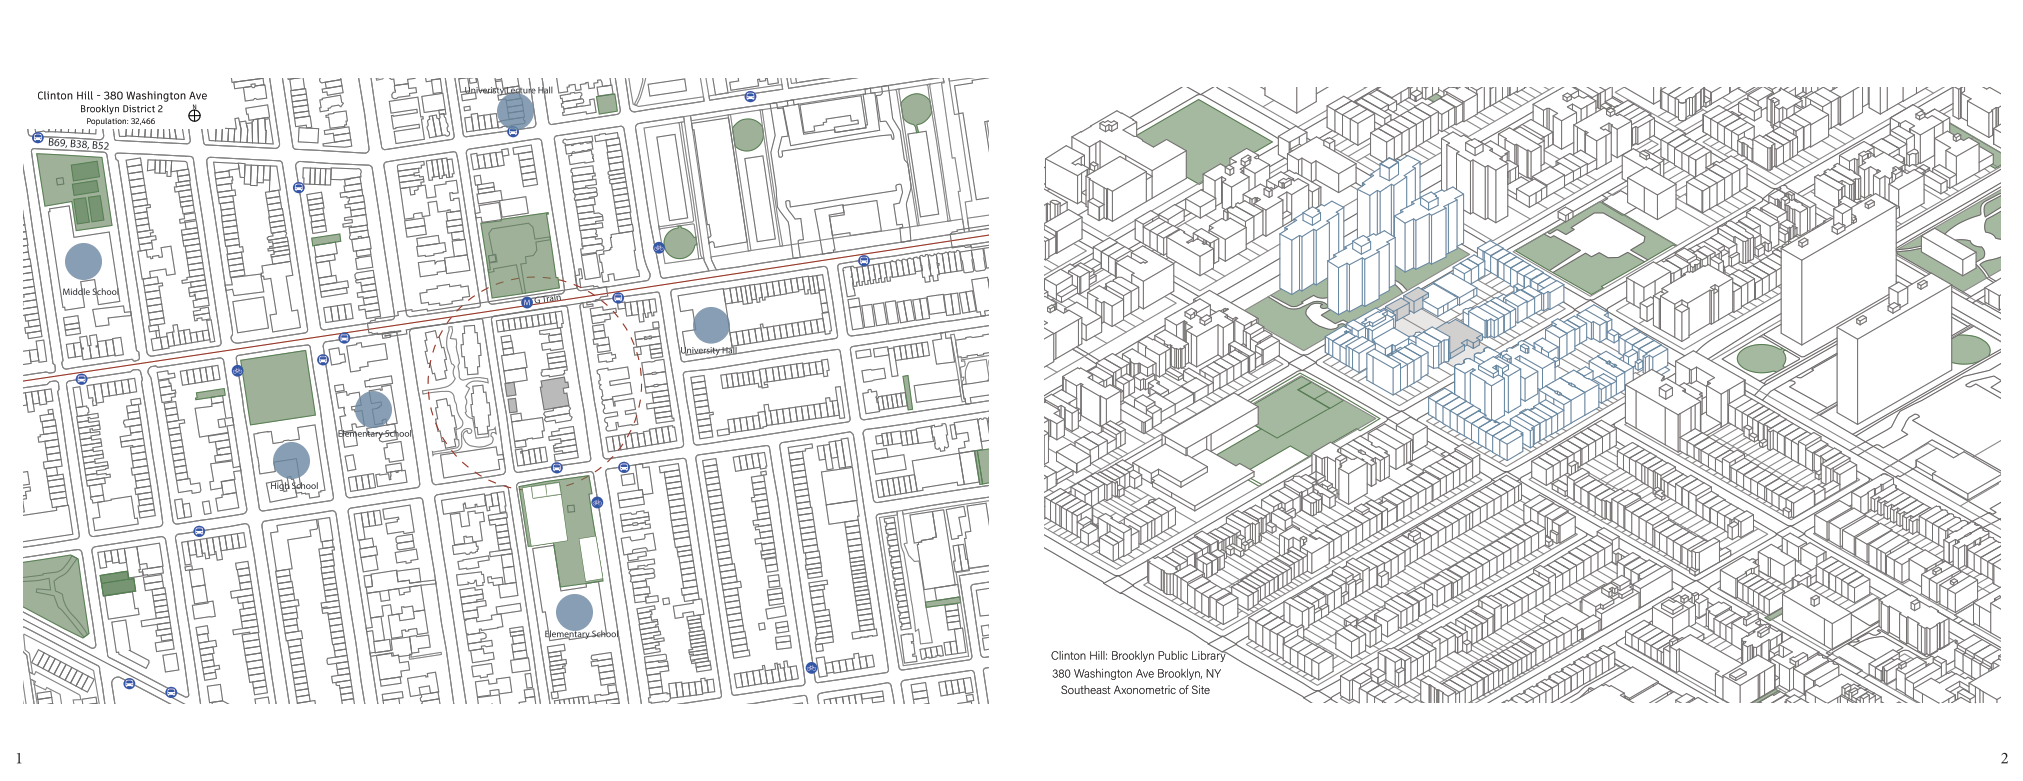 Clinton Hill - 380 Washington Ave
Brooklyn District 2
Population: 32,466
N
B69, B38, B52
Univeristy Lecture Hall
Middle School
M G Train
University Hall
Elementary School
High School
Elementary School
1
Clinton Hill: Brooklyn Public Library
380 Washington Ave Brooklyn, NY
Southeast Axonometric of Site
2